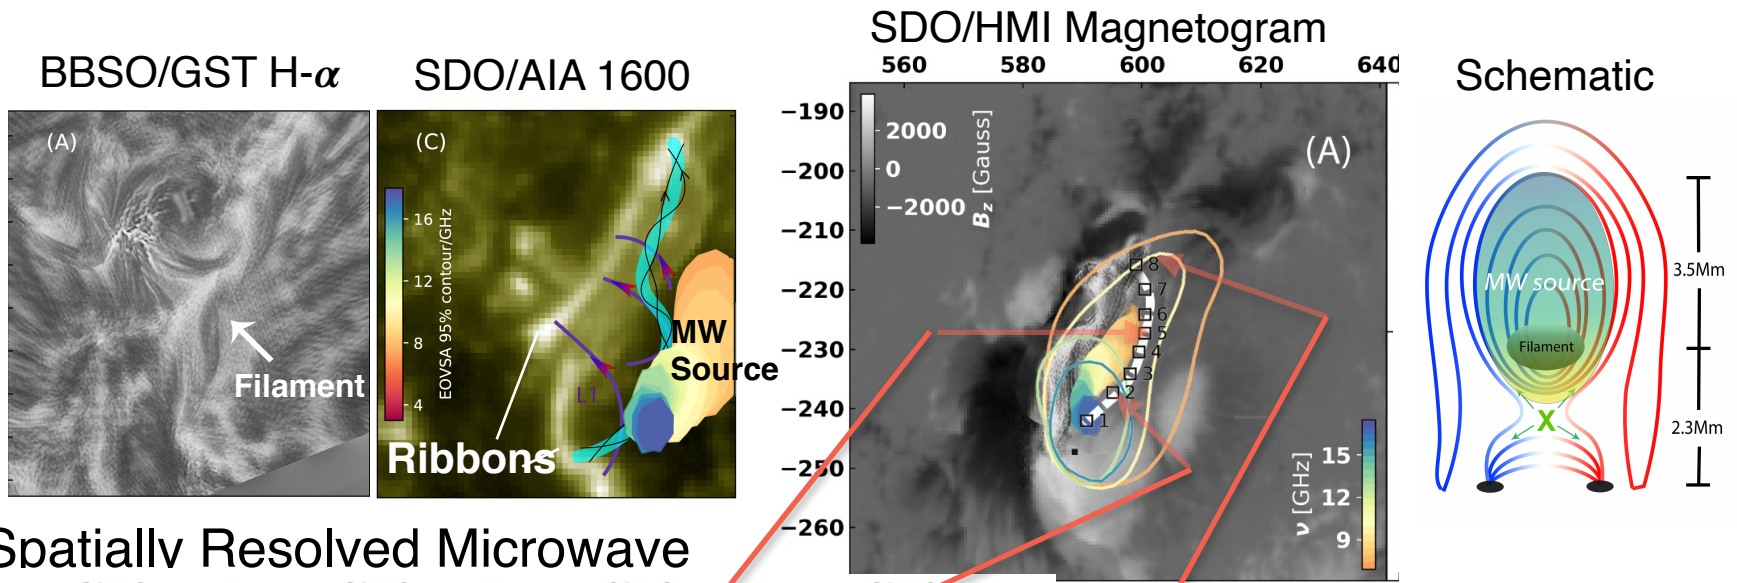 BBSO/GST H-α
SDO/AIA 1600
SDO/HMI Magnetogram
Schematic
(A)
Filament
(C)
16
12
8
4
EOVSA 95% contour/GHz
L1
MW
Source
Ribbons
560
580
600
620
640
−190
−200
−210
−220
−230
−240
−250
−260
2000
0
−2000
Bz [Gauss]
(A)
8
7
6
5
4
3
2
1
15
12
9
ν [GHz]
MW source
Filament
X
3.5Mm
2.3Mm
Spatially Resolved Microwave